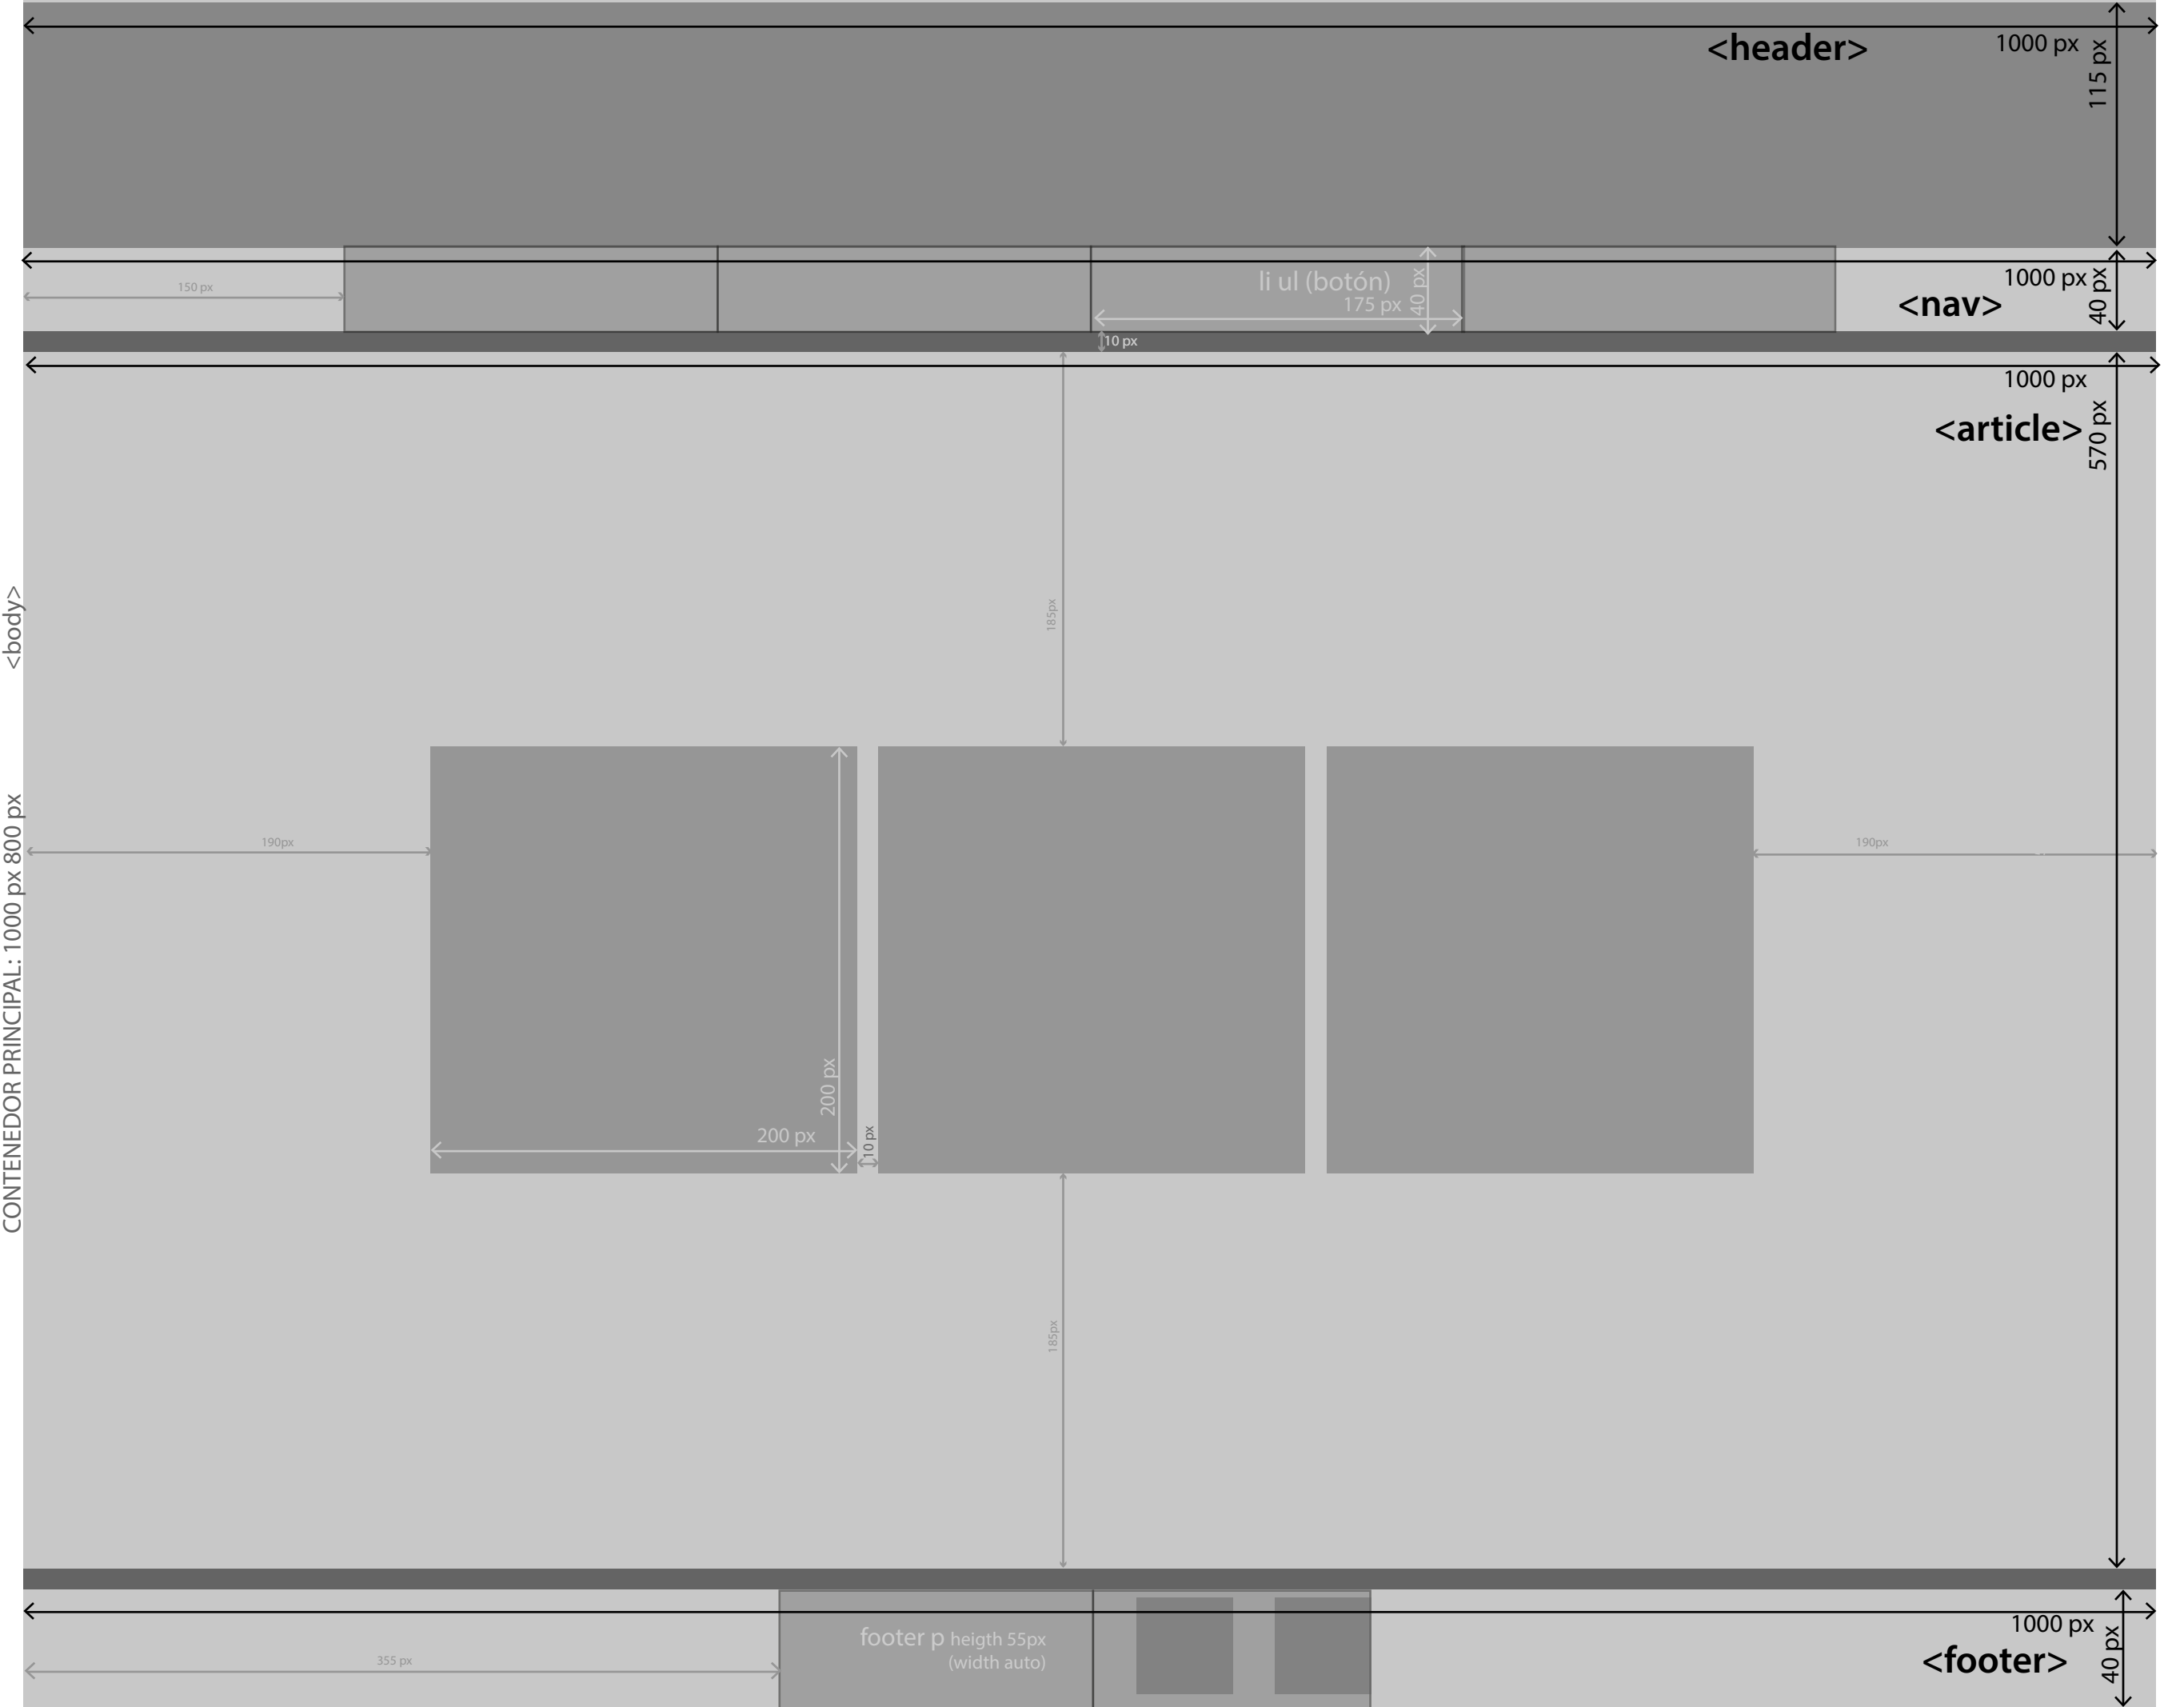 <header>
1000 px
115 px
150 px
li ul (botón)
175 px
40 px
1000 px
<nav>
40 px
10 px
1000 px
<article>
570 px
185px
<body>
CONTENEDOR PRINCIPAL: 1000 px 800 px
190px
190px
200 px
200 px
10 px
185px
footer p heigth 55px
(width auto)
355 px
1000 px
<footer>
40 px